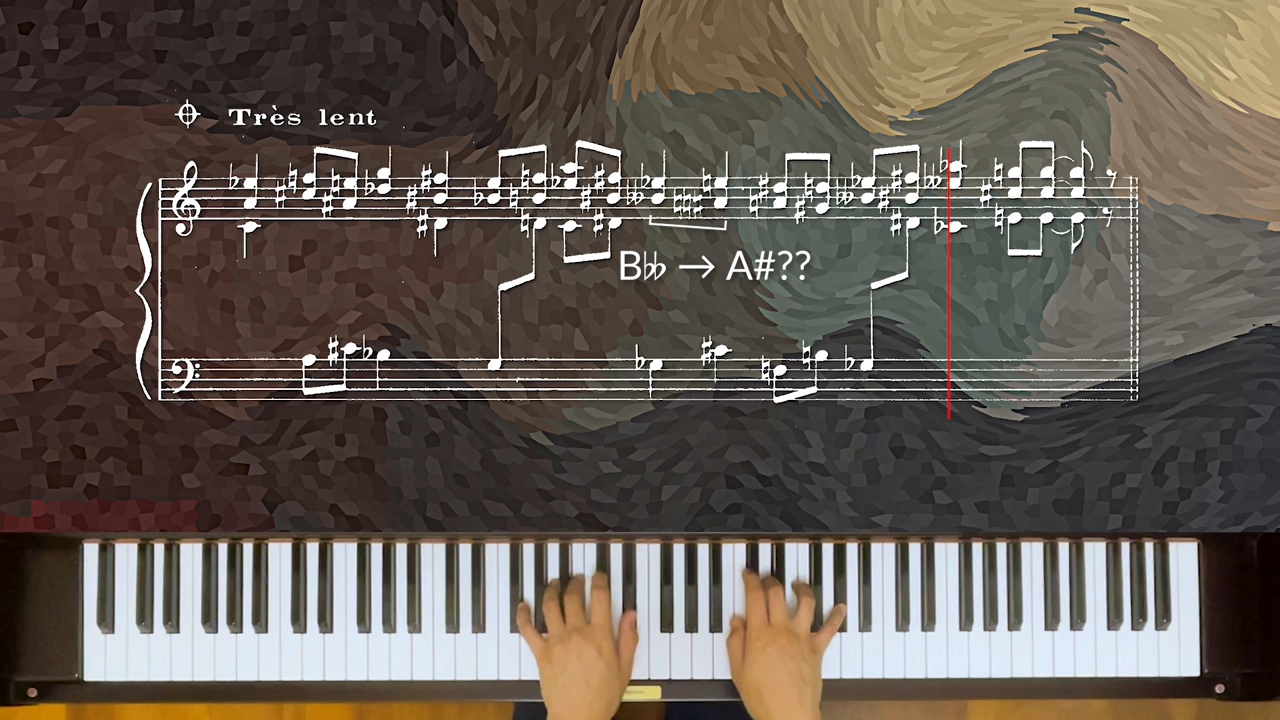 Très lent
B𝄫 → A#??